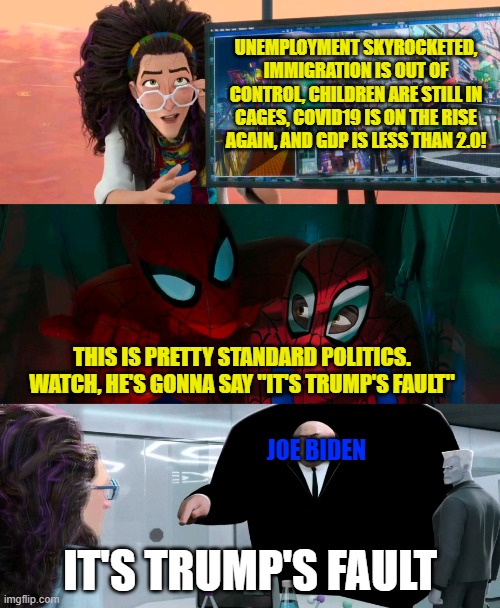 UNEMPLOYMENT SKYROCKETED,
IMMIGRATION IS OUT OF
CONTROL, CHILDREN ARE STILL IN
CAGES, COVID19 IS ON THE RISE
AGAIN, AND GDP IS LESS THAN 2.0!
THIS IS PRETTY STANDARD POLITICS.
WATCH, HE'S GONNA SAY "IT'S TRUMP'S FAULT"
JOE BIDEN
IT'S TRUMP'S FAULT
imgflip.com